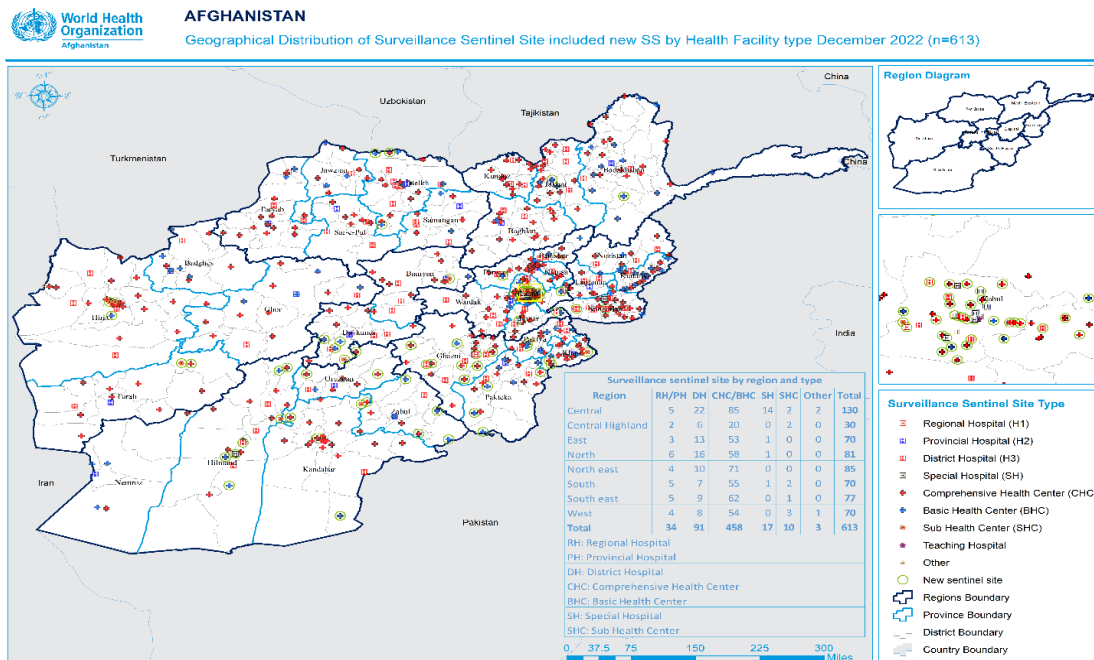 World Health
Organization
Afghanistan
AFGHANISTAN
Geographical Distribution of Surveillance Sentinel Site included new SS by Health Facility type December 2022 (n=613)
China
Uzbokistan
Tajikistan
Turkmenistan
China
Jawzjan
Balkh
Kunduz
Takhar
Badakhshan
Faryab
Sar-e-Pul
Samangan
Baghlan
Badghis
Bamyan
Nuristan
Hirat
Ghor
Wardak
Daykundi
Ghazni
India
Uruzgan
Paktika
Farah
Zabul
Hilmand
Kandahar
Nemroz
Iran
Pakistan
Surveillance sentinel site by region and type
Region RH/PH DH CHC/BHC SH SHC Other Total
Central 5 22 85 14 2 2 130
Central Highland 2 6 20 0 2 0 30
East 3 13 53 1 0 0 70
North 6 16 58 1 0 0 81
North east 4 10 71 0 0 0 85
South 5 7 55 1 2 0 70
South east 5 9 62 0 1 0 77
West 4 8 54 0 3 1 70
Total 34 91 458 17 10 3 613
RH: Regional Hospital
PH: Provincial Hospital
DH: District Hospital
CHC: Comprehensive Health Center
BHC: Basic Health Center
SH: Special Hospital
SHC: Sub Health Center
0 37.5 75 150 225 300
Miles
Region Diagram
Kabul
Surveillance Sentinel Site Type
Regional Hospital (H1)
Provincial Hospital (H2)
District Hospital (H3)
Special Hospital (SH)
Comprehensive Health Center (CHC
Basic Health Center (BHC)
Sub Health Center (SHC)
Teaching Hospital
Other
New sentinel site
Regions Boundary
Province Boundary
District Boundary
Country Boundary